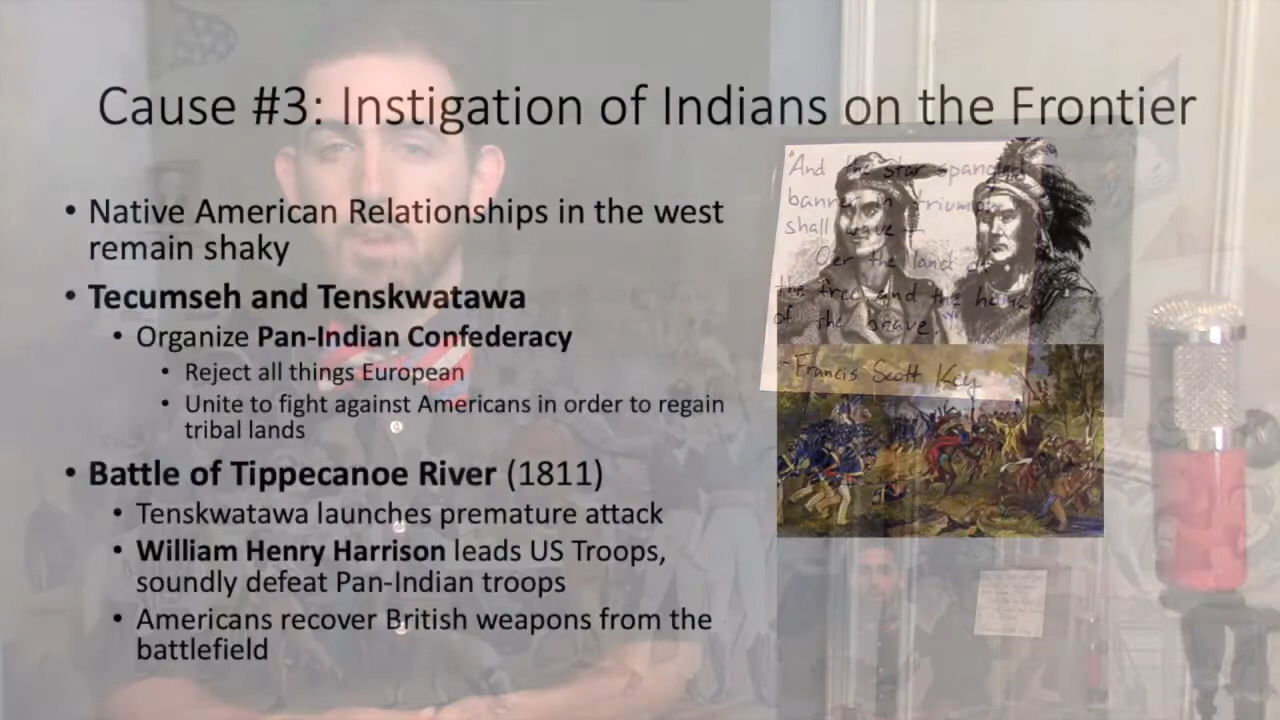 Cause #3: Instigation of Indians on the Frontier
• Native American Relationships in the west
remain shaky
• Tecumseh and Tenskwatawa
• Organize Pan-Indian Confederacy
• Reject all things European
• Unite to fight against Americans in order to regain
tribal lands
• Battle of Tippecanoe River (1811)
• Tenskwatawa launches premature attack
• William Henry Harrison leads US Troops,
soundly defeat Pan-Indian troops
• Americans recover British weapons from the
battlefield
"And the star spangled
banner in triumph
shall wave -
O'er the land of
the free and the home
of the brave.
- Francis Scott Key